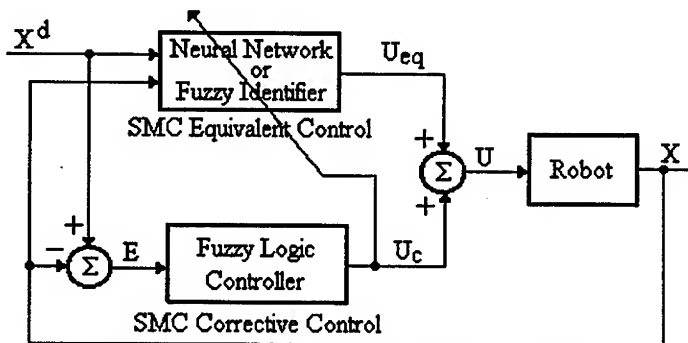 X^d
Neural Network
or
Fuzzy Identifier
U_eq
SMC Equivalent Control
+
Σ
U
Robot
X
+
+
−
Σ
E
Fuzzy Logic
Controller
U_c
SMC Corrective Control